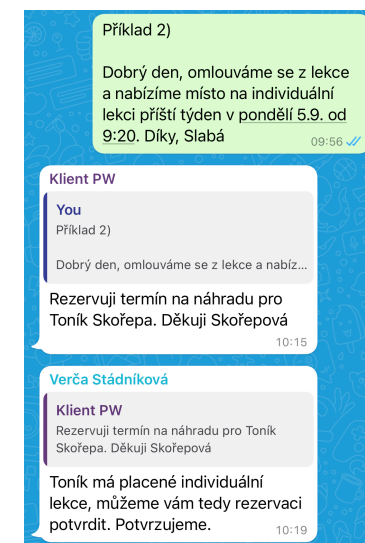 Příklad 2)
Dobrý den, omlouváme se z lekce
a nabízíme místo na individuální
lekci příští týden v pondělí 5.9. od
9:20. Díky, Slabá
09:56
Klient PW
You
Příklad 2)
Dobrý den, omlouváme se z lekce a nabíz...
Rezervuji termín na náhradu pro
Toník Skořepa. Děkuji Skořepová
10:15
Verča Stádníková
Klient PW
Rezervuji termín na náhradu pro Toník
Skořepa. Děkuji Skořepová
Toník má placené individuální
lekce, můžeme vám tedy rezervaci
potvrdit. Potvrzujeme.
10:19